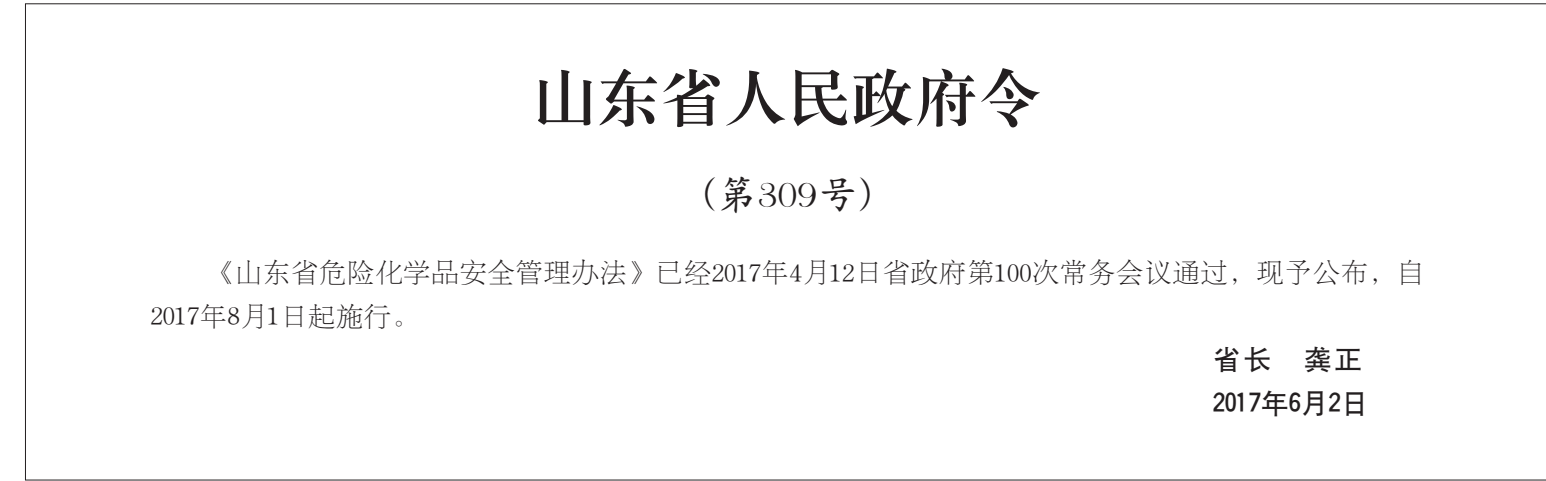 山东省人民政府令
（第309号）
《山东省危险化学品安全管理办法》已经2017年4月12日省政府第100次常务会议通过，现予公布，自
2017年8月1日起施行。
省长　龚正
2017年6月2日